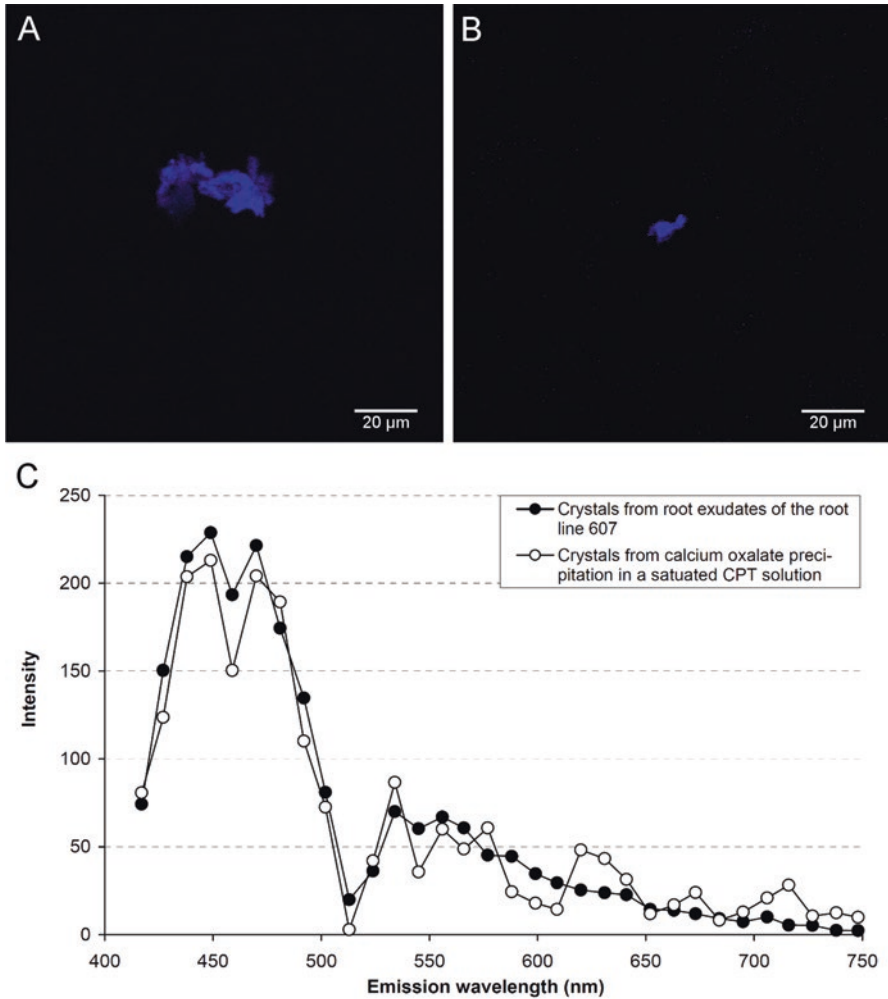 A
B
20 µm
20 µm
C
250
200
150
100
50
0
Intensity
Crystals from root exudates of the root
line 607
Crystals from calcium oxalate preci-
pitation in a satuated CPT solution
400 450 500 550 600 650 700 750
Emission wavelength (nm)